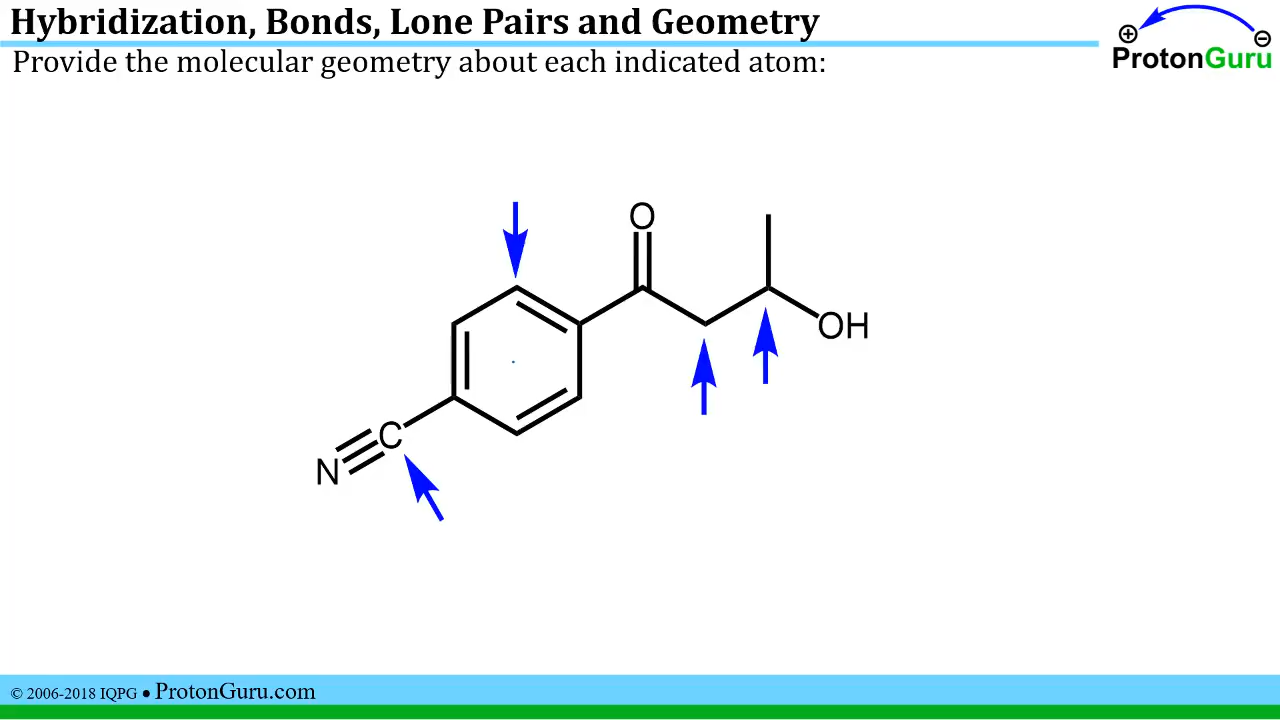 Hybridization, Bonds, Lone Pairs and Geometry
Provide the molecular geometry about each indicated atom:
+
−
ProtonGuru
O
OH
C
N
© 2006-2018 IQPG ● ProtonGuru.com